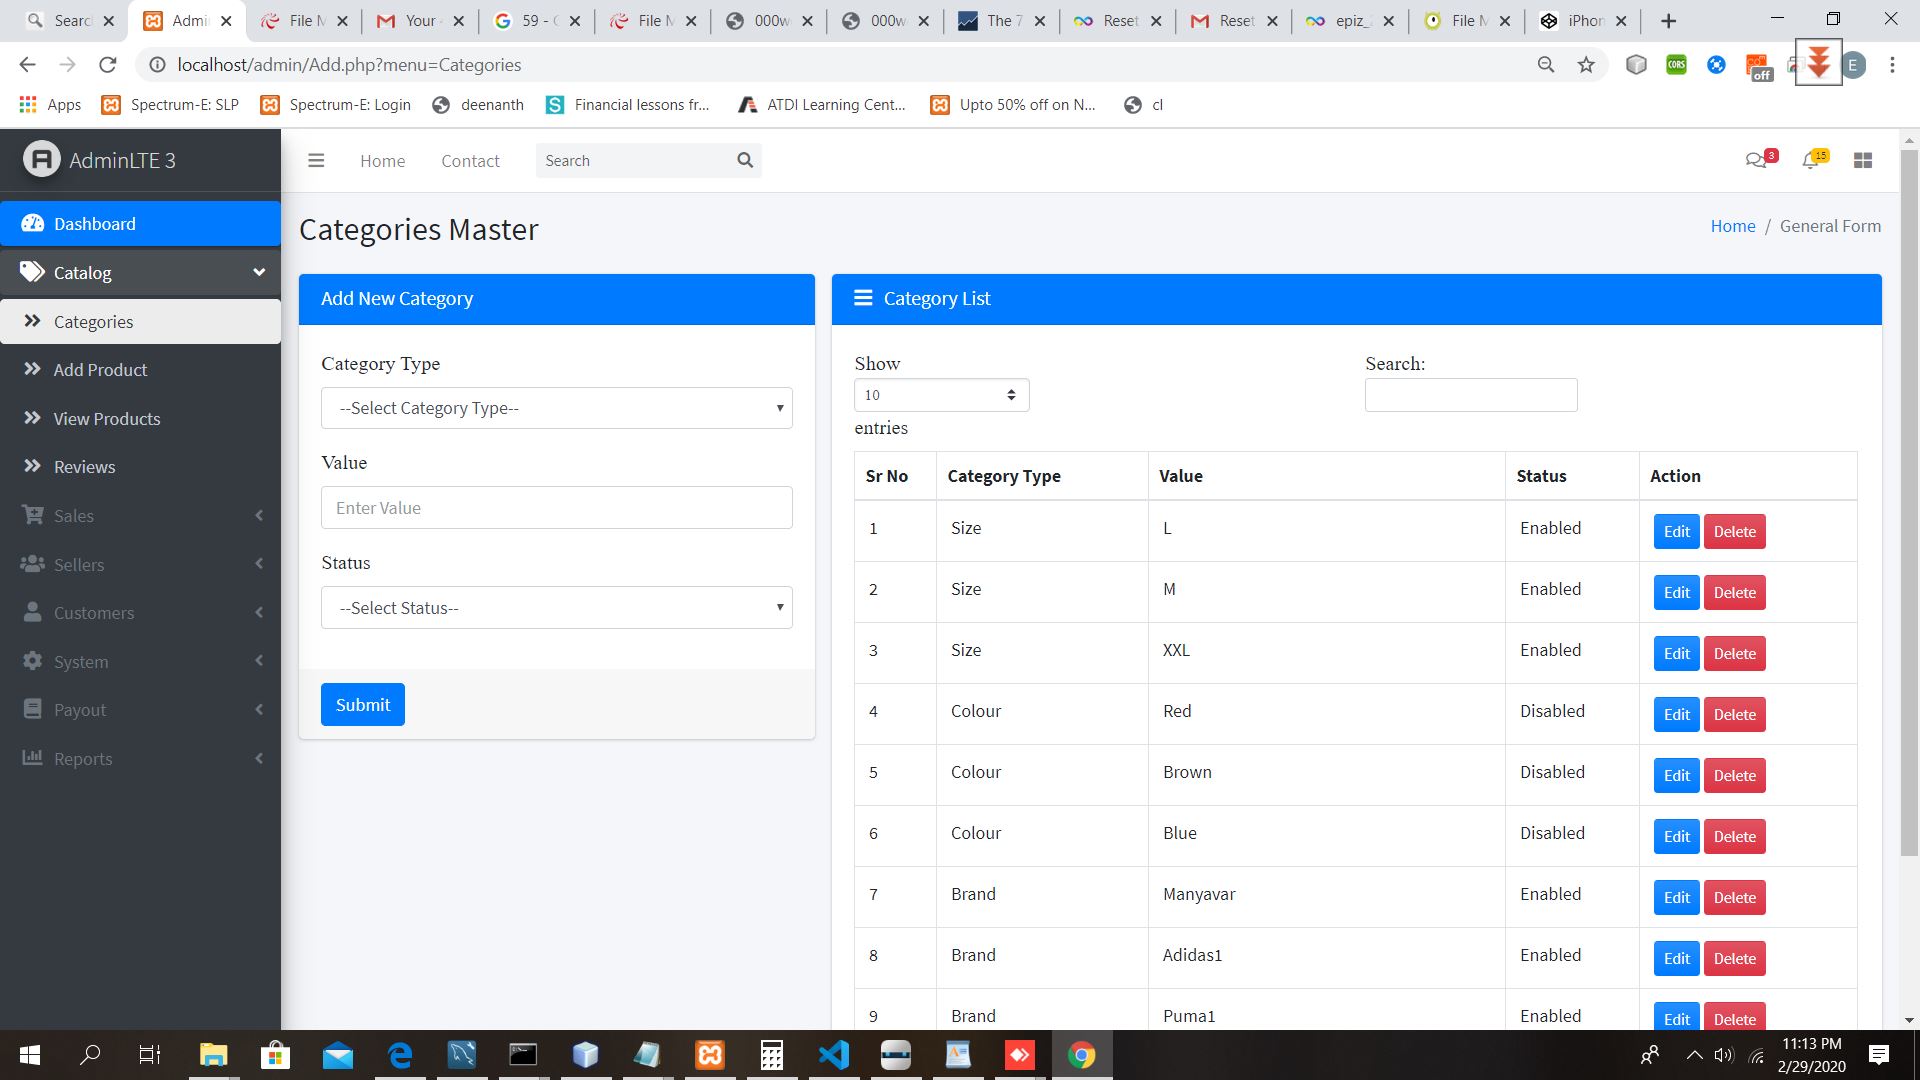 Searc
Admi
File M
Your
59 - G
File M
000w
000w
The 7
Reset
Reset
epiz_
File M
iPhon
localhost/admin/Add.php?menu=Categories
CORS
off
E
Apps
Spectrum-E: SLP
Spectrum-E: Login
deenanth
Financial lessons fr...
ATDI Learning Cent...
Upto 50% off on N...
cl
AdminLTE 3
Home
Contact
Search
3
15
Dashboard
Catalog
Categories
Add Product
View Products
Reviews
Sales
Sellers
Customers
System
Payout
Reports
Categories Master
Home / General Form
Add New Category
Category Type
--Select Category Type--
Value
Enter Value
Status
--Select Status--
Submit
Category List
Show
10
entries
Search:
Sr No Category Type Value Status Action
1 Size L Enabled Edit Delete
2 Size M Enabled Edit Delete
3 Size XXL Enabled Edit Delete
4 Colour Red Disabled Edit Delete
5 Colour Brown Disabled Edit Delete
6 Colour Blue Disabled Edit Delete
7 Brand Manyavar Enabled Edit Delete
8 Brand Adidas1 Enabled Edit Delete
9 Brand Puma1 Enabled Edit Delete
11:13 PM
2/29/2020